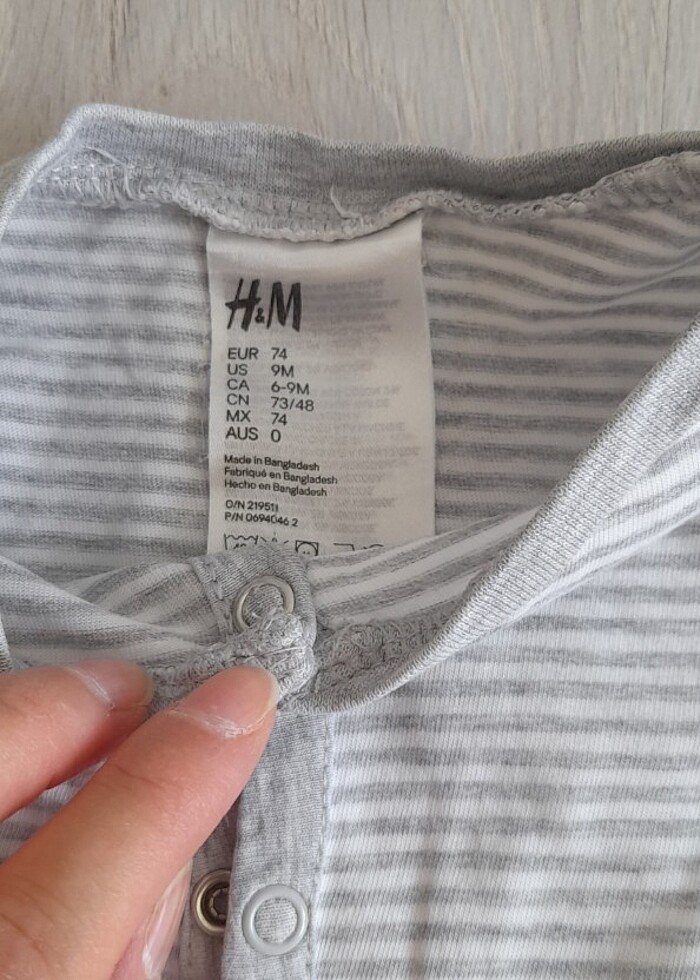 H&M
EUR 74
US 9M
CA 6-9M
CN 73/48
MX 74
AUS 0
Made in Bangladesh
Fabriqué en Bangladesh
Hecho en Bangladesh
O/N 219511
P/N 0694046 2